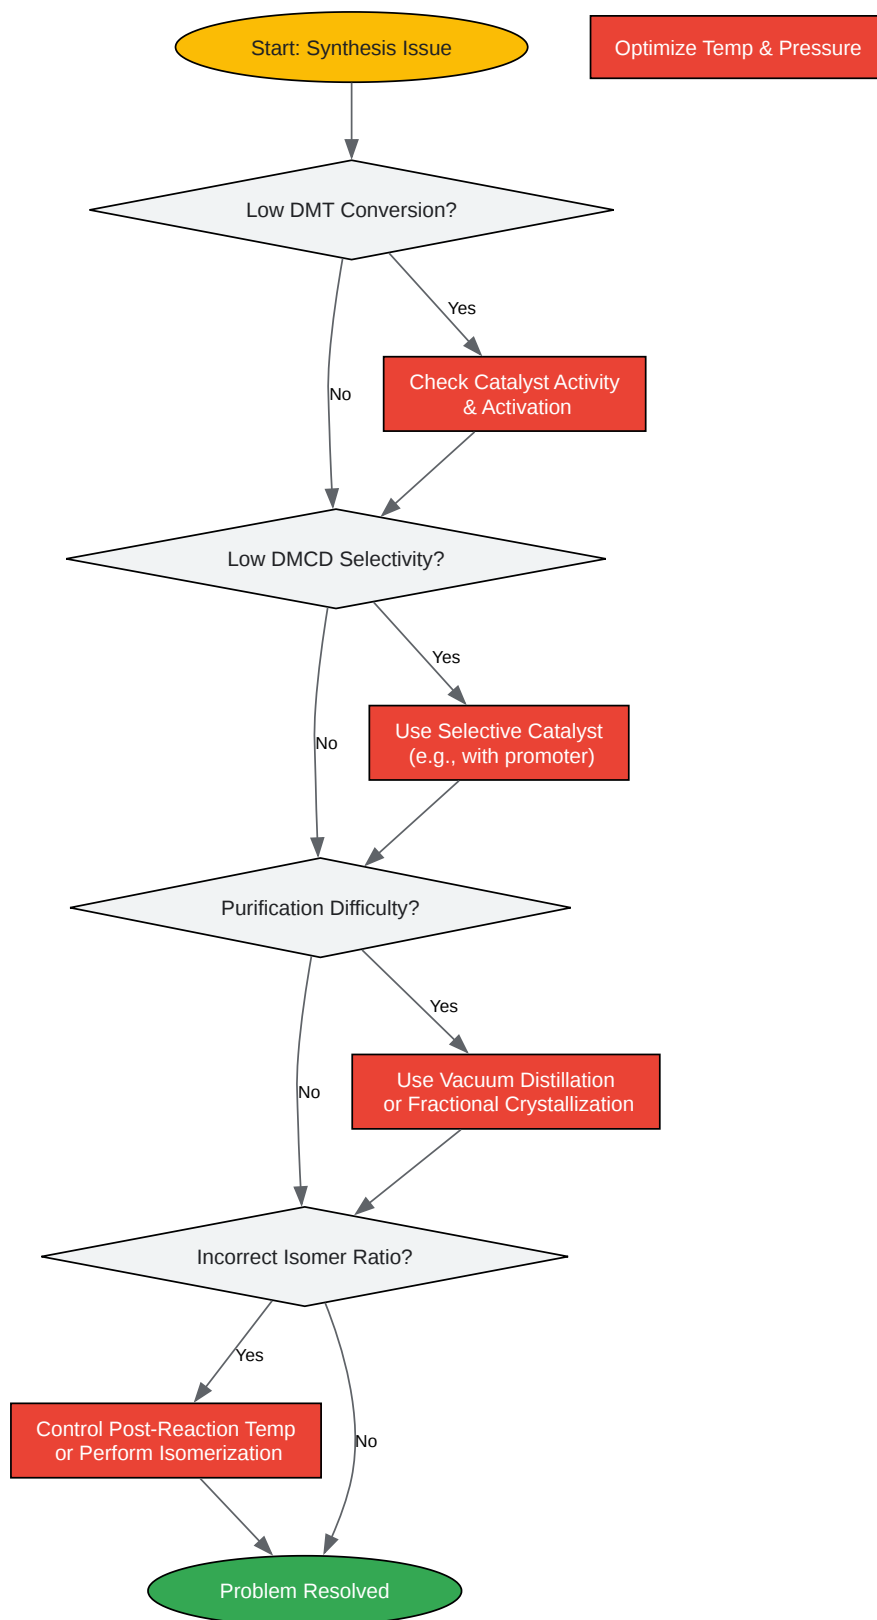 Start: Synthesis Issue
Optimize Temp & Pressure
Low DMT Conversion?
Yes
Check Catalyst Activity
& Activation
No
Low DMCD Selectivity?
Yes
Use Selective Catalyst
(e.g., with promoter)
No
Purification Difficulty?
Yes
Use Vacuum Distillation
or Fractional Crystallization
No
Incorrect Isomer Ratio?
Yes
Control Post-Reaction Temp
or Perform Isomerization
No
Problem Resolved